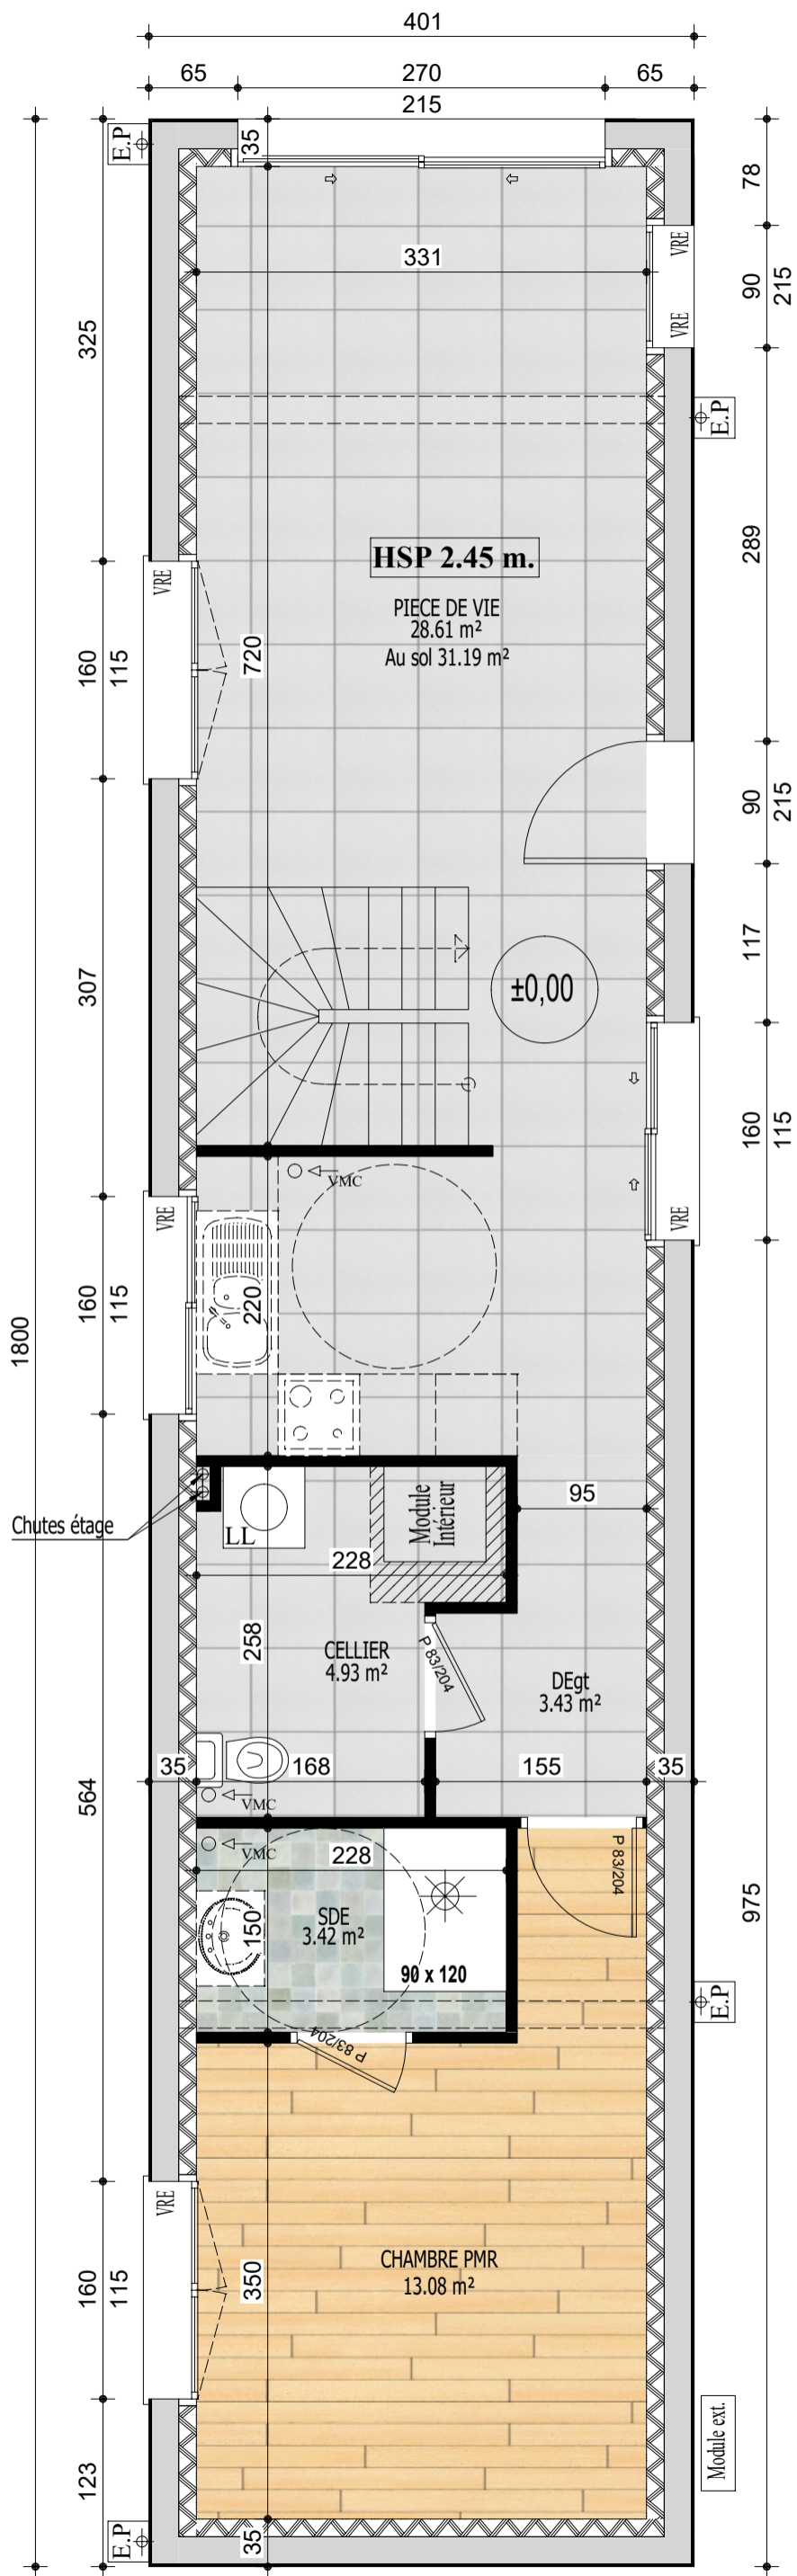 401
65 270 65
215
E.P
35
78
331
VRE
VRE
90
215
325
E.P
289
HSP 2.45 m.
VRE
PIECE DE VIE
28.61 m²
Au sol 31.19 m²
720
160
115
90
215
117
307
±0,00
160
115
VMC
VRE
VRE
220
160
115
1800
Chutes étage
LL
Module
Intérieur
95
228
258
CELLIER
4.93 m²
P 83/204
DEgt
3.43 m²
35
168
155
35
564
VMC
VMC
228
P 83/204
150
SDE
3.42 m²
975
90 x 120
E.P
P 83/204
VRE
CHAMBRE PMR
13.08 m²
350
160
115
Module ext.
123
E.P
35